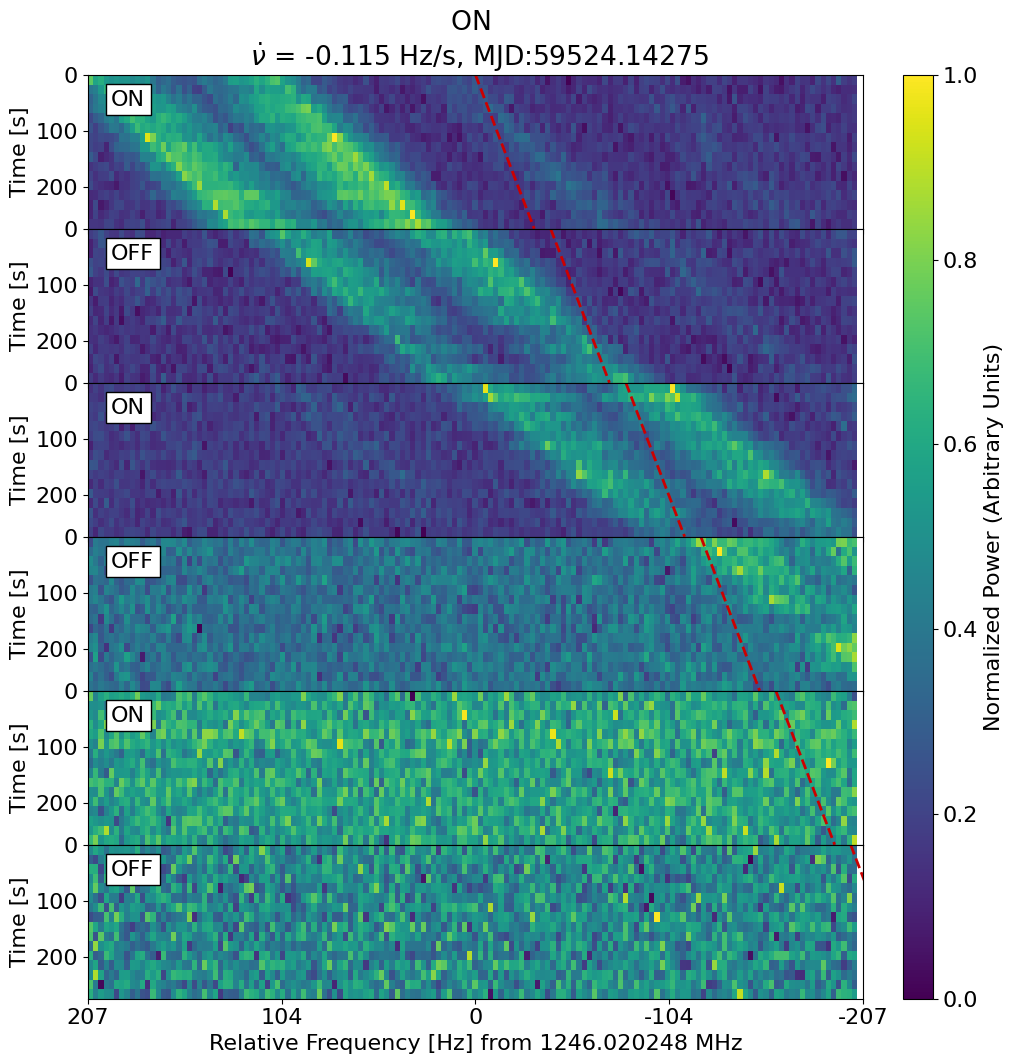 ON
ν̇ = -0.115 Hz/s, MJD:59524.14275
0
ON
100
Time [s]
200
0
OFF
100
Time [s]
200
0
ON
100
Time [s]
200
0
OFF
100
Time [s]
200
0
ON
100
Time [s]
200
0
OFF
100
Time [s]
200
207 104 0 -104 -207
Relative Frequency [Hz] from 1246.020248 MHz
1.0
0.8
0.6
0.4
0.2
0.0
Normalized Power (Arbitrary Units)